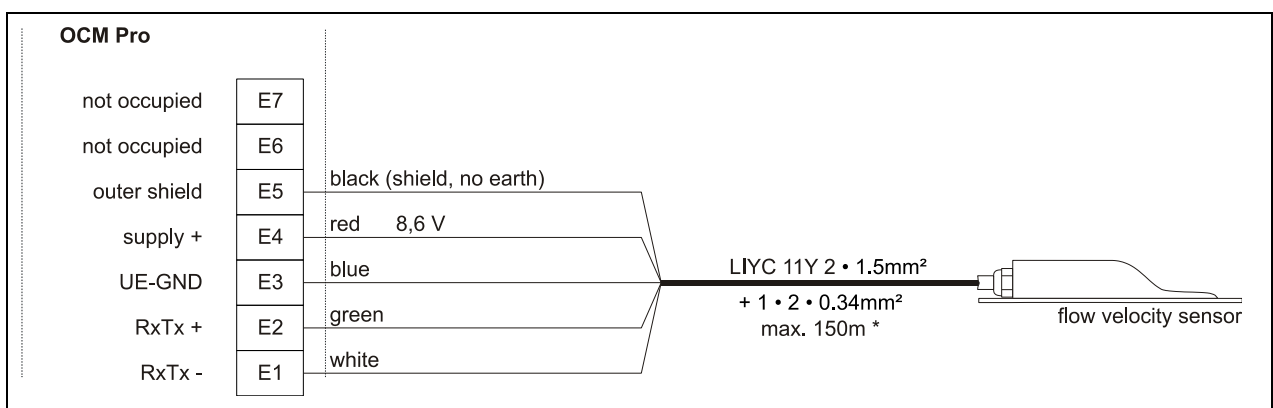 OCM Pro
not occupied E7
not occupied E6
outer shield E5 black (shield, no earth)
supply + E4 red 8,6 V
UE-GND E3 blue
RxTx + E2 green
RxTx - E1 white
LIYC 11Y 2 • 1.5mm²
+ 1 • 2 • 0.34mm²
max. 150m *
flow velocity sensor